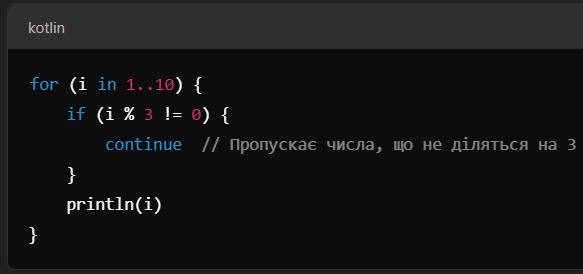 kotlin
for (i in 1..10) {
    if (i % 3 != 0) {
        continue  // Пропускає числа, що не діляться на 3
    }
    println(i)
}